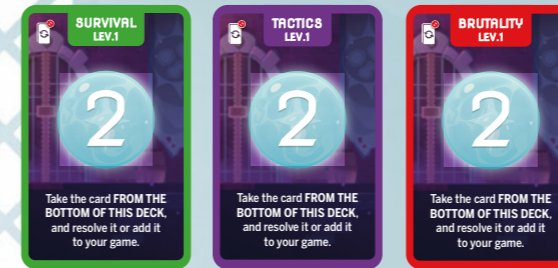 SURVIVAL
LEV.1
2
Take the card FROM THE
BOTTOM OF THIS DECK,
and resolve it or add it
to your game.
TACTICS
LEV.1
2
Take the card FROM THE
BOTTOM OF THIS DECK,
and resolve it or add it
to your game.
BRUTALITY
LEV.1
2
Take the card FROM THE
BOTTOM OF THIS DECK,
and resolve it or add it
to your game.